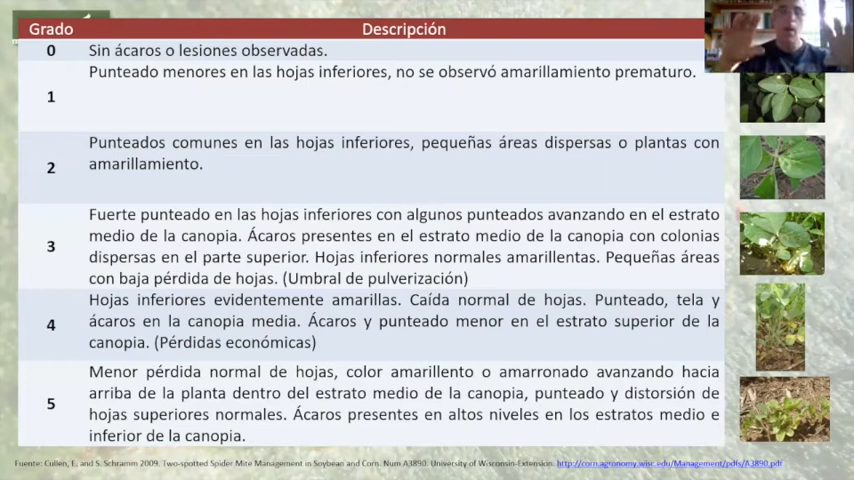 Grado Descripción
0 Sin ácaros o lesiones observadas.
Punteado menores en las hojas inferiores, no se observó amarillamiento prematuro.
1
Punteados comunes en las hojas inferiores, pequeñas áreas dispersas o plantas con
amarillamiento.
2
Fuerte punteado en las hojas inferiores con algunos punteados avanzando en el estrato
medio de la canopia. Ácaros presentes en el estrato medio de la canopia con colonias
dispersas en el parte superior. Hojas inferiores normales amarillentas. Pequeñas áreas
con baja pérdida de hojas. (Umbral de pulverización)
3
Hojas inferiores evidentemente amarillas. Caída normal de hojas. Punteado, tela y
ácaros en la canopia media. Ácaros y punteado menor en el estrato superior de la
canopia. (Pérdidas económicas)
4
Menor pérdida normal de hojas, color amarillento o amarronado avanzando hacia
arriba de la planta dentro del estrato medio de la canopia, punteado y distorsión de
hojas superiores normales. Ácaros presentes en altos niveles en los estratos medio e
inferior de la canopia.
5
Fuente: Cullen, E, and S. Schramm 2009. Two-spotted Spider Mite Management in Soybean and Corn. Num A3890. University of Wisconsin-Extension. http://corn.agronomy.wisc.edu/Management/pdfs/A3890.pdf